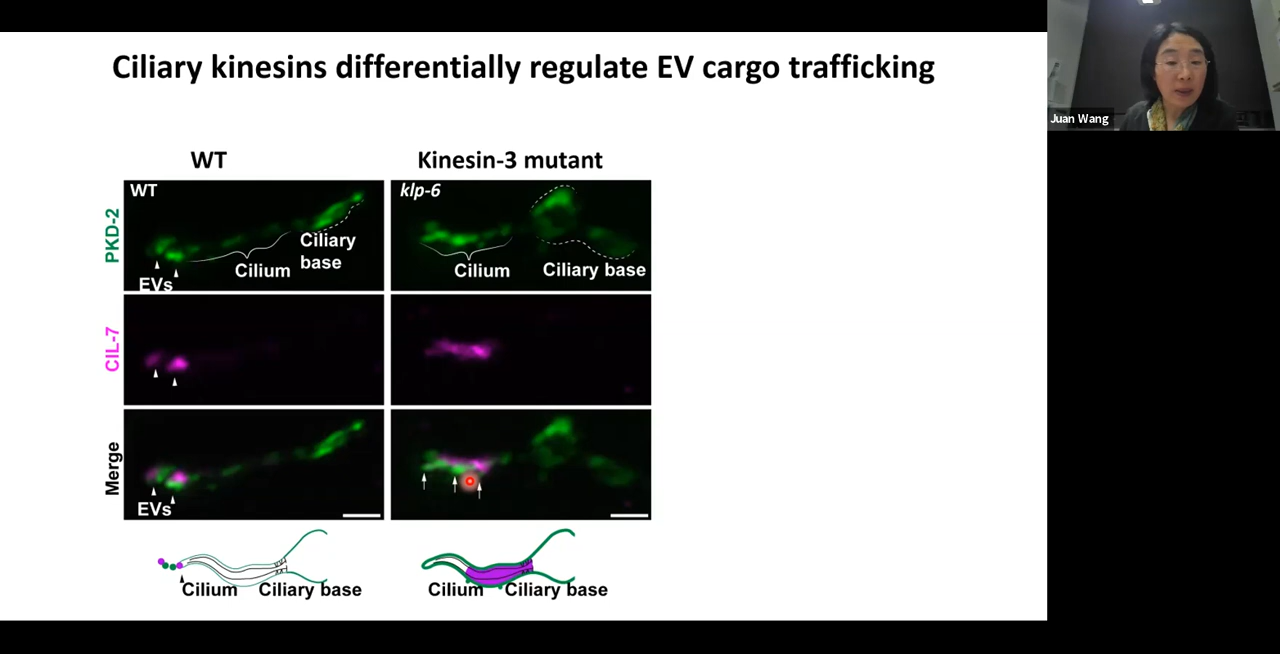 Ciliary kinesins differentially regulate EV cargo trafficking
Juan Wang
WT
Kinesin-3 mutant
PKD-2
WT
Ciliary
base
Cilium
EVs
klp-6
Cilium
Ciliary base
CIL-7
Merge
EVs
Cilium
Ciliary base
Cilium
Ciliary base